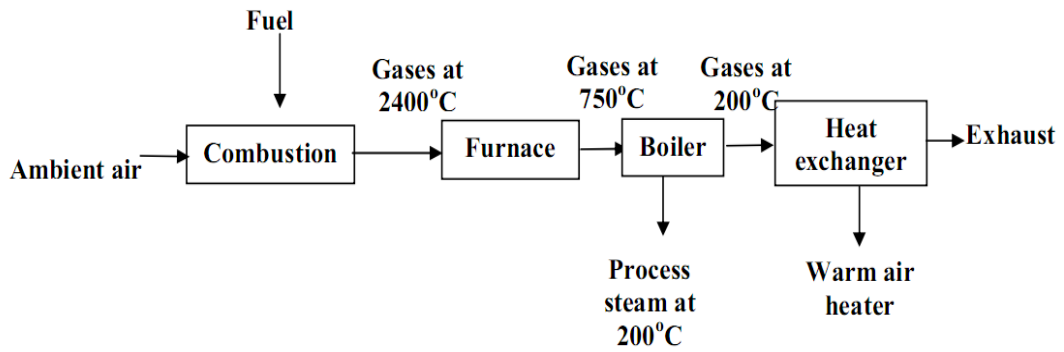 Fuel
Gases at
2400°C
Gases at
750°C
Gases at
200°C
Ambient air
Combustion
Furnace
Boiler
Heat
exchanger
Exhaust
Process
steam at
200°C
Warm air
heater